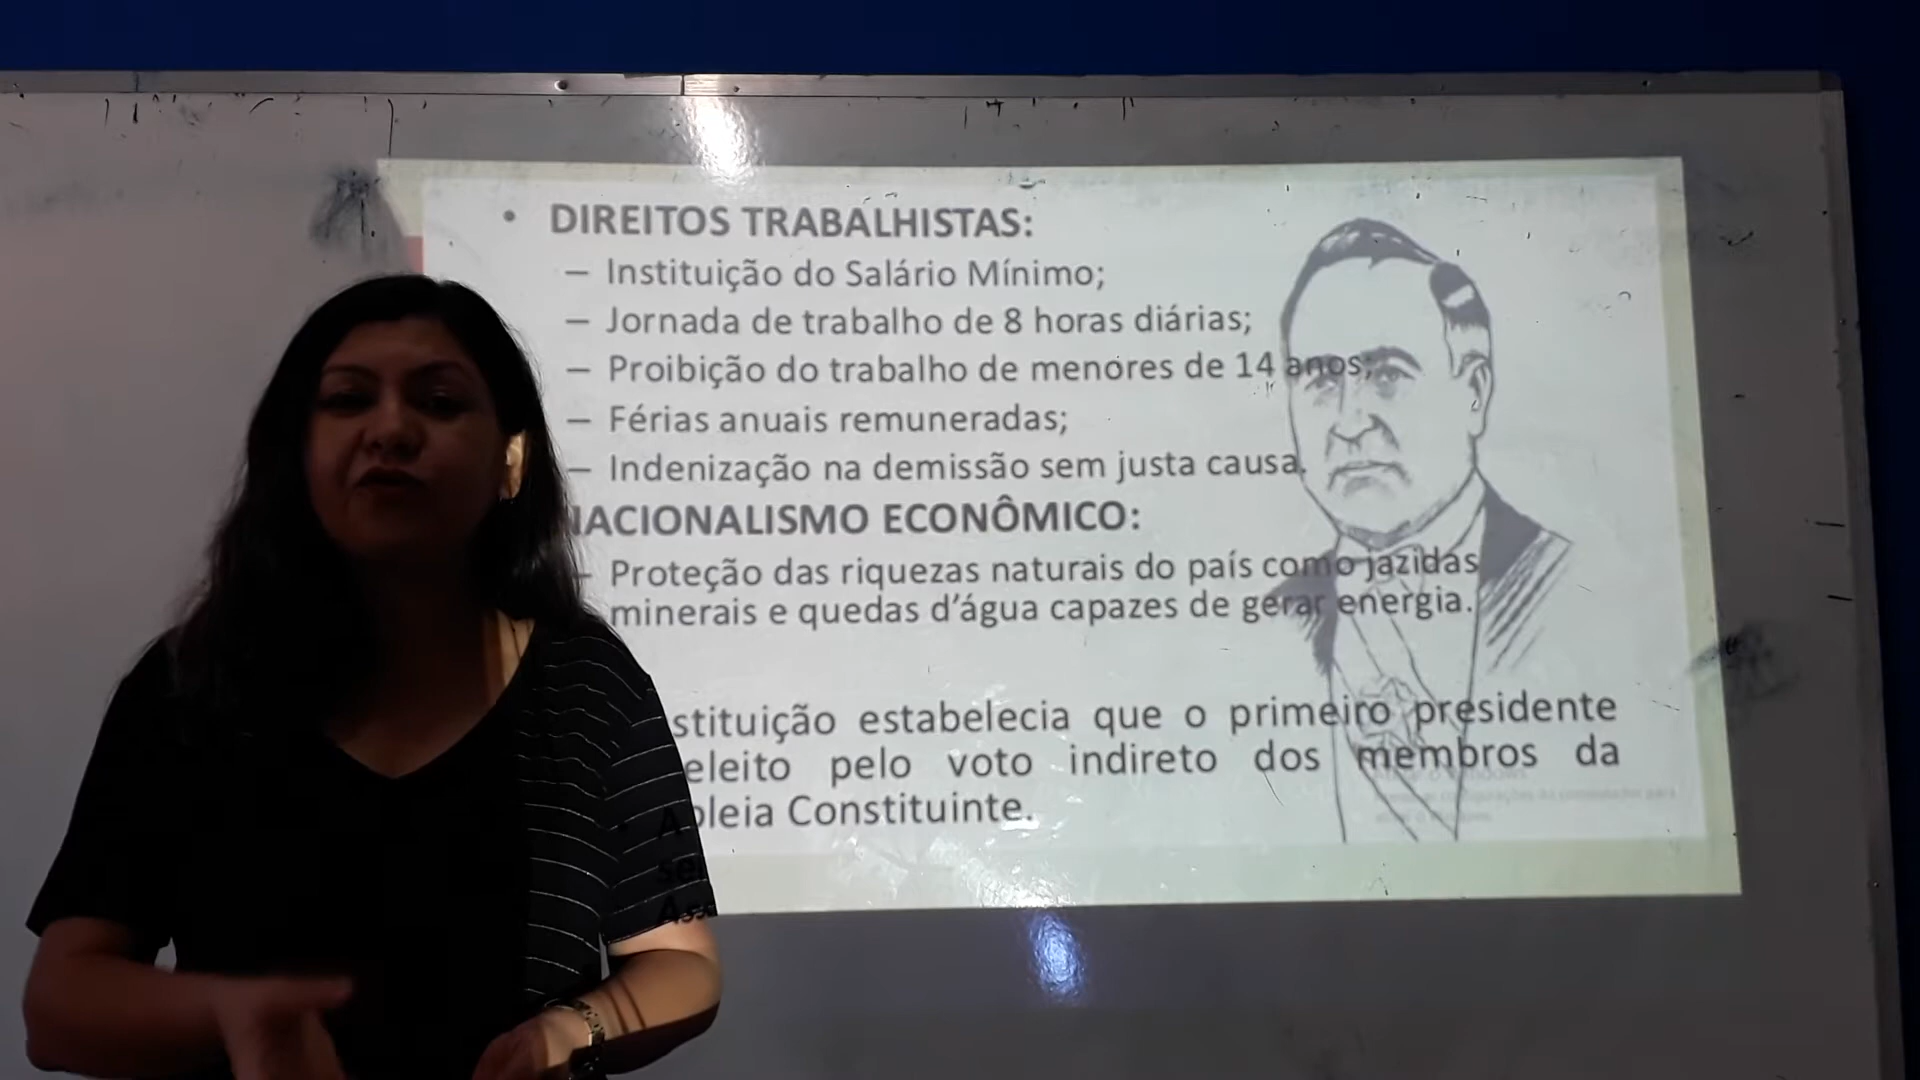 • DIREITOS TRABALHISTAS:
– Instituição do Salário Mínimo;
– Jornada de trabalho de 8 horas diárias;
– Proibição do trabalho de menores de 14 anos;
– Férias anuais remuneradas;
– Indenização na demissão sem justa causa.
NACIONALISMO ECONÔMICO:
– Proteção das riquezas naturais do país como jazidas
minerais e quedas d’água capazes de gerar energia.
A stituição estabelecia que o primeiro presidente
ser eleito pelo voto indireto dos membros da
Ass bleia Constituinte.